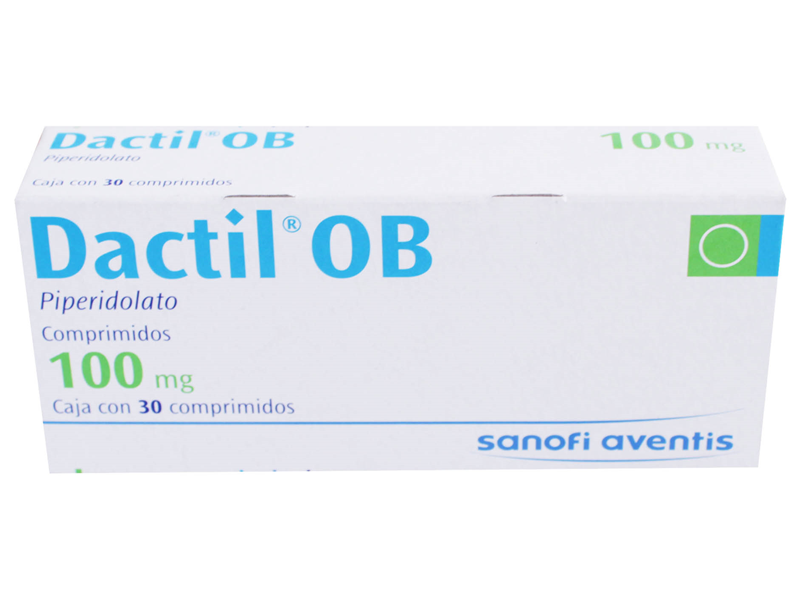 Dactil® OB 100 mg
Piperidolato
Caja con 30 comprimidos
Dactil® OB
Piperidolato
Comprimidos
100 mg
Caja con 30 comprimidos
sanofi aventis